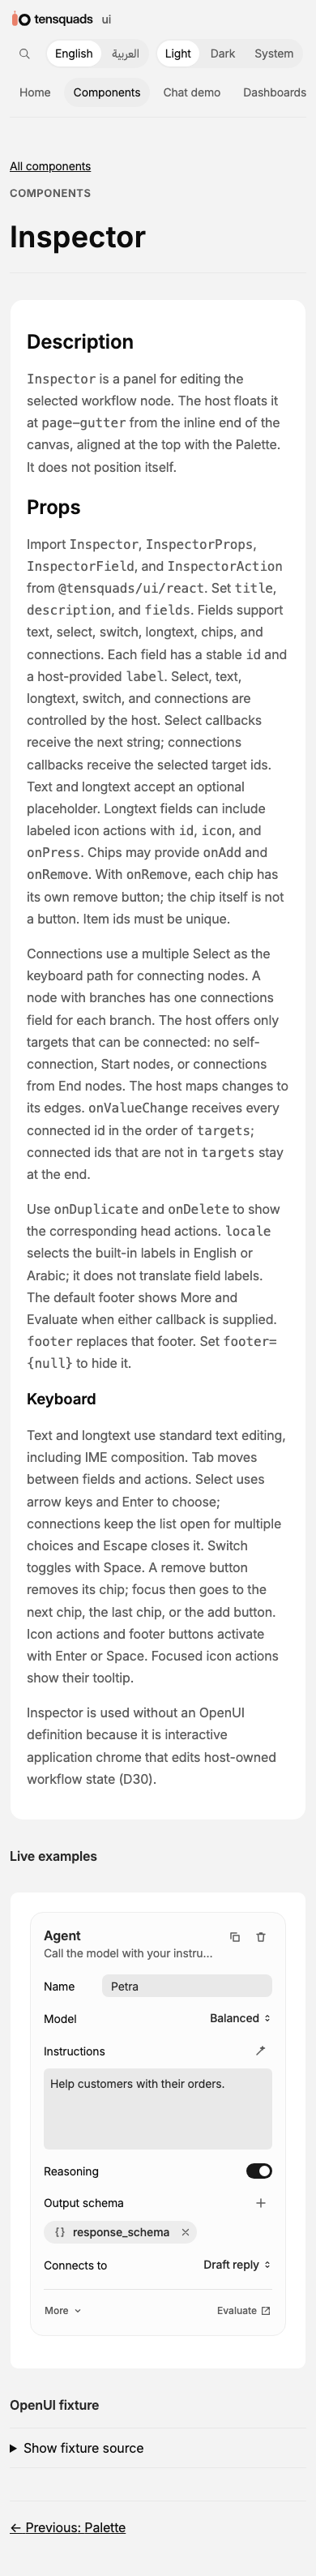 tensquads ui
English العربية Light Dark System
Home Components Chat demo Dashboards
All components
COMPONENTS
Inspector
Description
Inspector is a panel for editing the
selected workflow node. The host floats it
at page-gutter from the inline end of the
canvas, aligned at the top with the Palette.
It does not position itself.
Props
Import Inspector, InspectorProps,
InspectorField, and InspectorAction
from @tensquads/ui/react. Set title,
description, and fields. Fields support
text, select, switch, longtext, chips, and
connections. Each field has a stable id and
a host-provided label. Select, text,
longtext, switch, and connections are
controlled by the host. Select callbacks
receive the next string; connections
callbacks receive the selected target ids.
Text and longtext accept an optional
placeholder. Longtext fields can include
labeled icon actions with id, icon, and
onPress. Chips may provide onAdd and
onRemove. With onRemove, each chip has
its own remove button; the chip itself is not
a button. Item ids must be unique.
Connections use a multiple Select as the
keyboard path for connecting nodes. A
node with branches has one connections
field for each branch. The host offers only
targets that can be connected: no self-
connection, Start nodes, or connections
from End nodes. The host maps changes to
its edges. onValueChange receives every
connected id in the order of targets;
connected ids that are not in targets stay
at the end.
Use onDuplicate and onDelete to show
the corresponding head actions. locale
selects the built-in labels in English or
Arabic; it does not translate field labels.
The default footer shows More and
Evaluate when either callback is supplied.
footer replaces that footer. Set footer=
{null} to hide it.
Keyboard
Text and longtext use standard text editing,
including IME composition. Tab moves
between fields and actions. Select uses
arrow keys and Enter to choose;
connections keep the list open for multiple
choices and Escape closes it. Switch
toggles with Space. A remove button
removes its chip; focus then goes to the
next chip, the last chip, or the add button.
Icon actions and footer buttons activate
with Enter or Space. Focused icon actions
show their tooltip.
Inspector is used without an OpenUI
definition because it is interactive
application chrome that edits host-owned
workflow state (D30).
Live examples
Agent
Call the model with your instru...
Name Petra
Model Balanced
Instructions
Help customers with their orders.
Reasoning
Output schema
{} response_schema
Connects to Draft reply
More Evaluate
OpenUI fixture
Show fixture source
← Previous: Palette